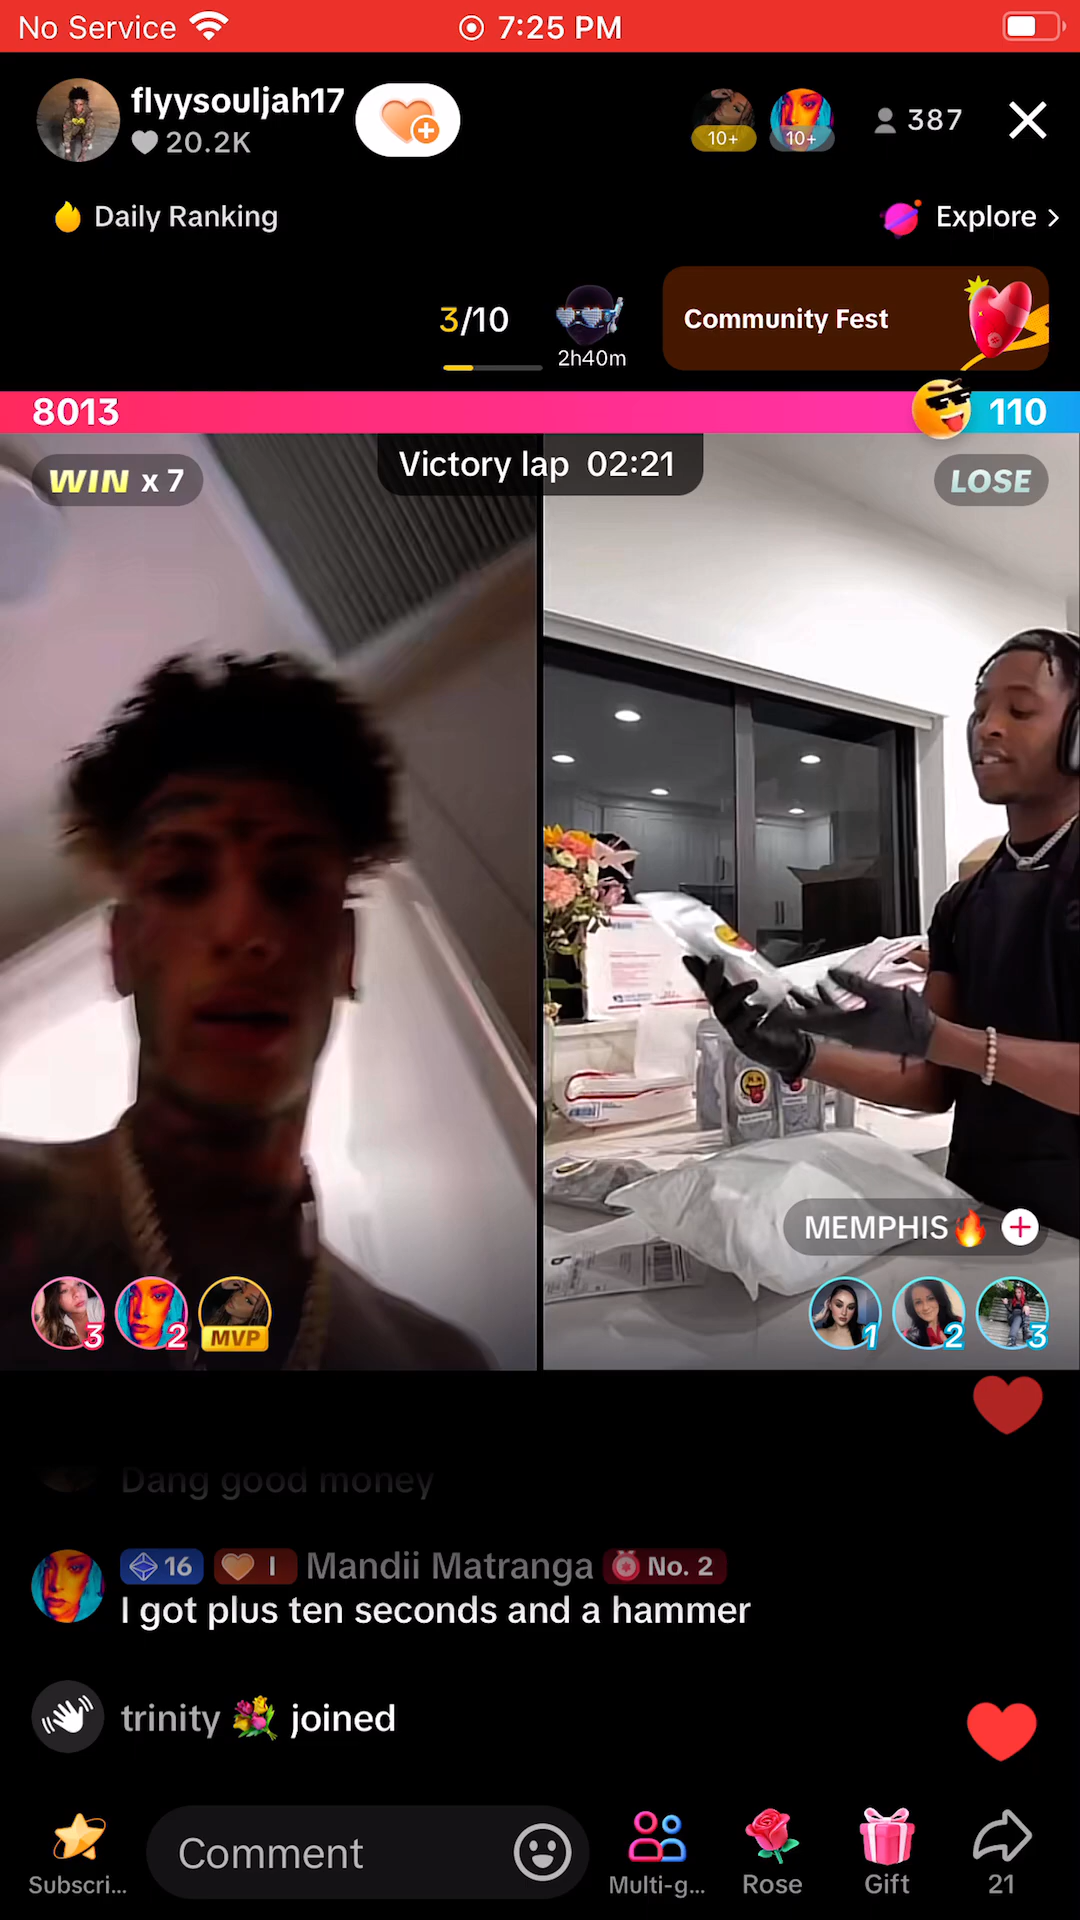 No Service
7:25 PM
flyysouljah17
20.2K
10+
10+
387
Daily Ranking
Explore >
3/10
2h40m
Community Fest
8013
110
WIN x 7
Victory lap 02:21
LOSE
MEMPHIS🔥
3
2
MVP
1
2
3
Dang good money
16 I Mandii Matranga No. 2
I got plus ten seconds and a hammer
trinity 💐 joined
Comment
Subscri...
Multi-g...
Rose
Gift
21